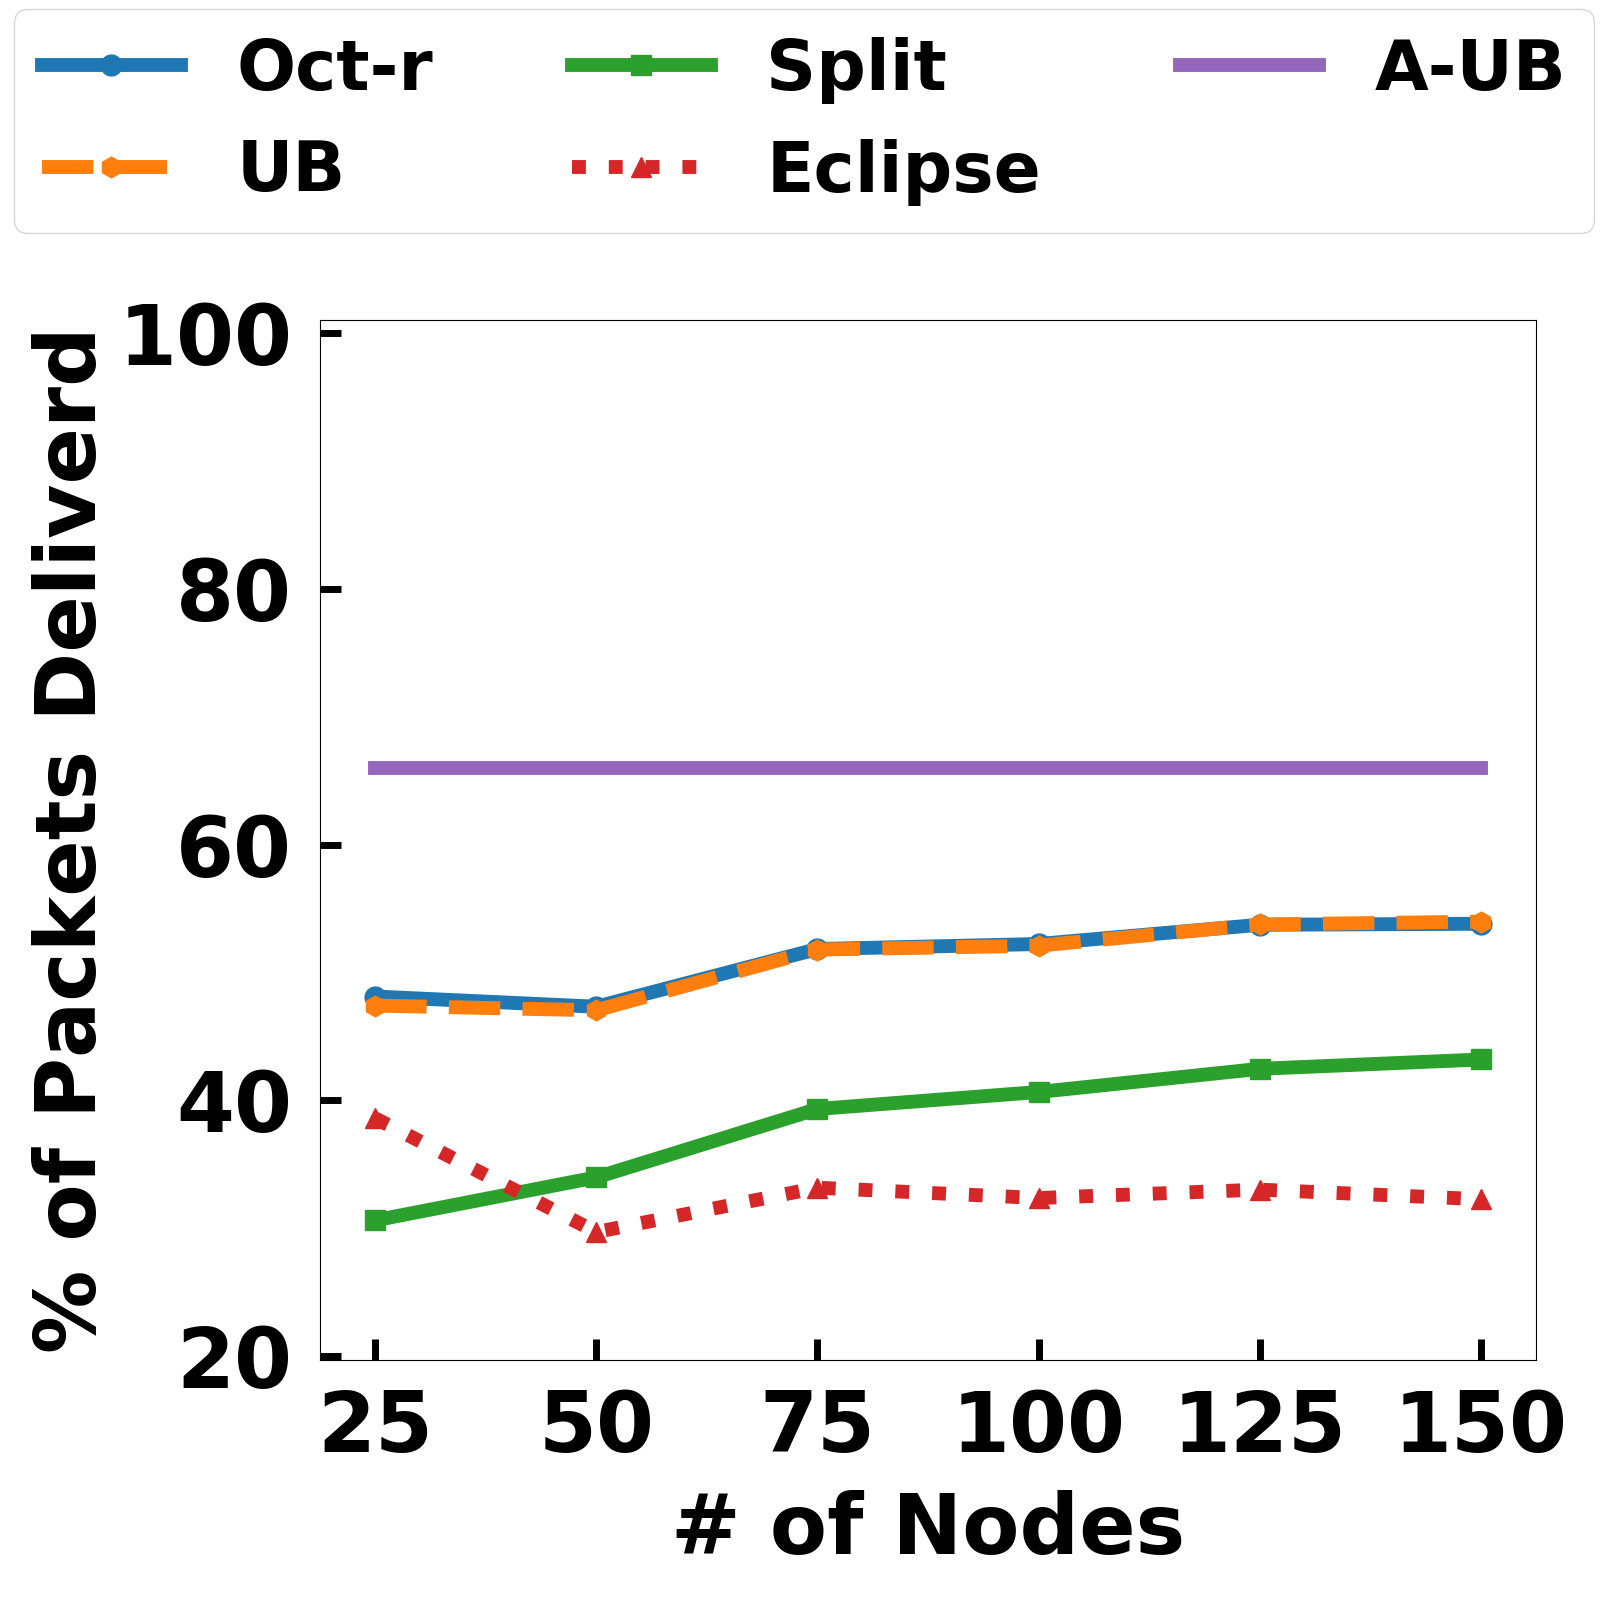 Oct-r
Split
A-UB
UB
Eclipse
% of Packets Deliverd
100
80
60
40
20
25 50 75 100 125 150
# of Nodes